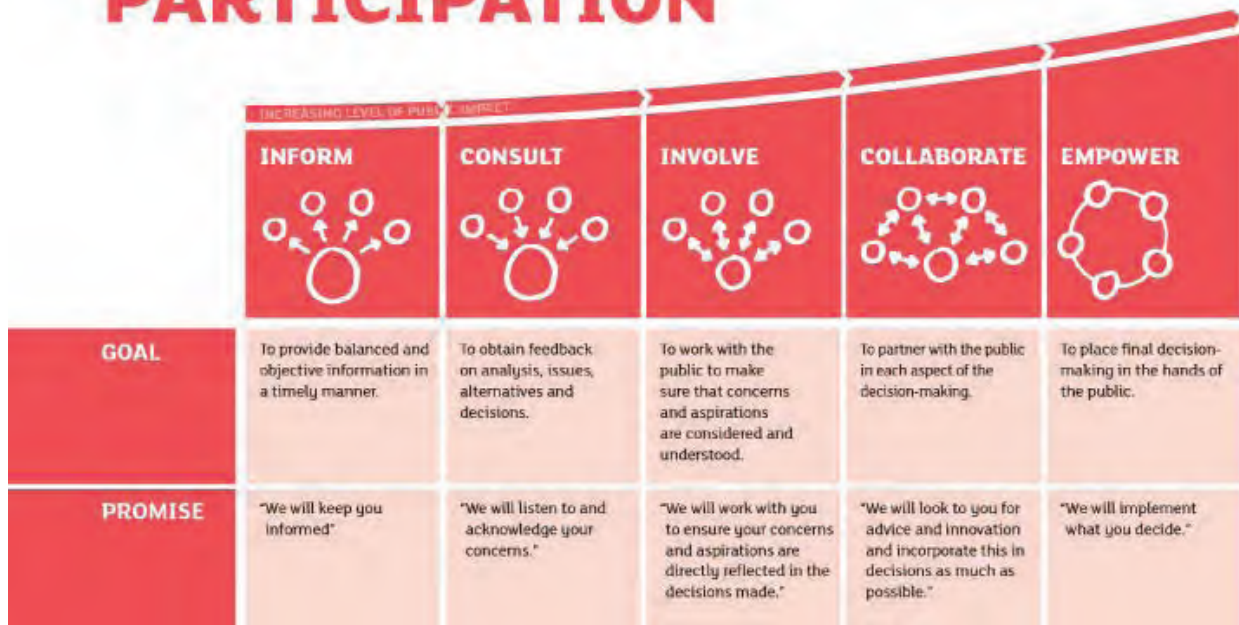 PARTICIPATION
INCREASING LEVEL OF PUBLIC IMPACT
INFORM
CONSULT
INVOLVE
COLLABORATE
EMPOWER
GOAL
To provide balanced and
objective information in
a timely manner.
To obtain feedback
on analysis, issues,
alternatives and
decisions.
To work with the
public to make
sure that concerns
and aspirations
are considered and
understood.
To partner with the public
in each aspect of the
decision-making.
To place final decision-
making in the hands of
the public.
PROMISE
"We will keep you
informed"
"We will listen to and
acknowledge your
concerns."
"We will work with you
to ensure your concerns
and aspirations are
directly reflected in the
decisions made."
"We will look to you for
advice and innovation
and incorporate this in
decisions as much as
possible."
"We will implement
what you decide."